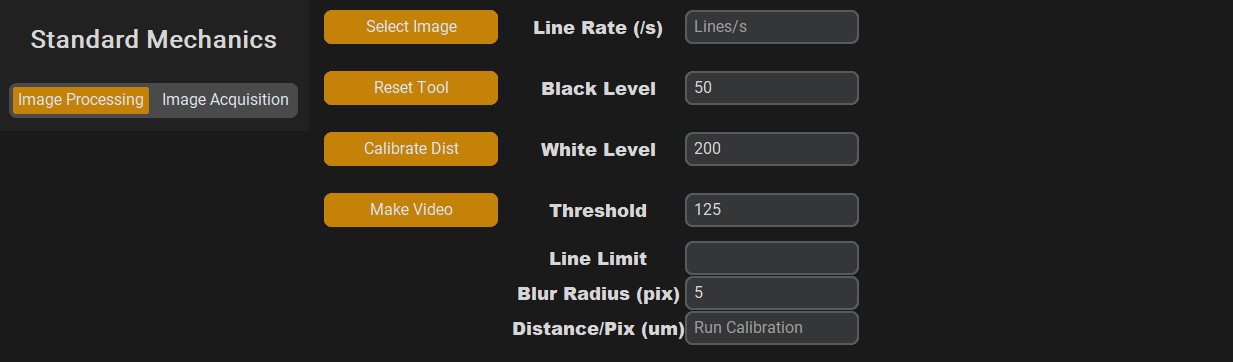 Standard Mechanics
Image Processing Image Acquisition
Select Image Line Rate (/s) Lines/s
Reset Tool Black Level 50
Calibrate Dist White Level 200
Make Video Threshold 125
Line Limit
Blur Radius (pix) 5
Distance/Pix (um) Run Calibration